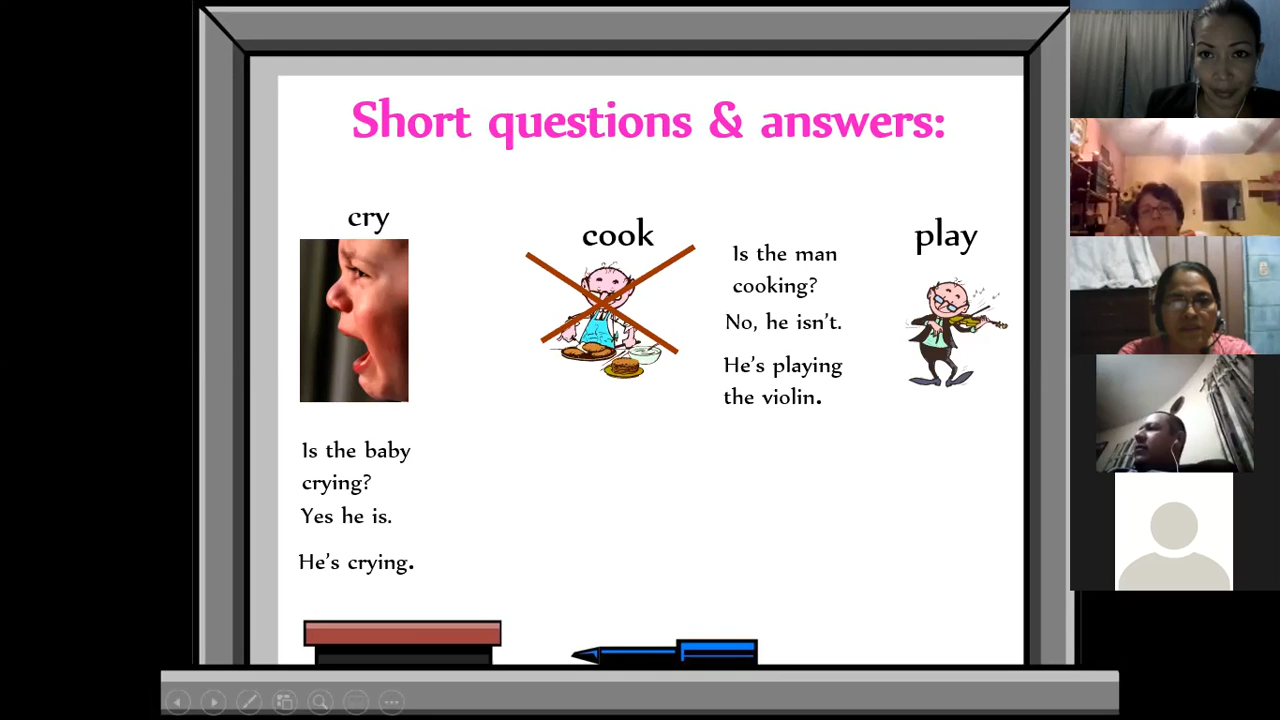 Short questions & answers:
cry
Is the baby
crying?
Yes he is.
He's crying.
cook
Is the man
cooking?
No, he isn't.
He's playing
the violin.
play